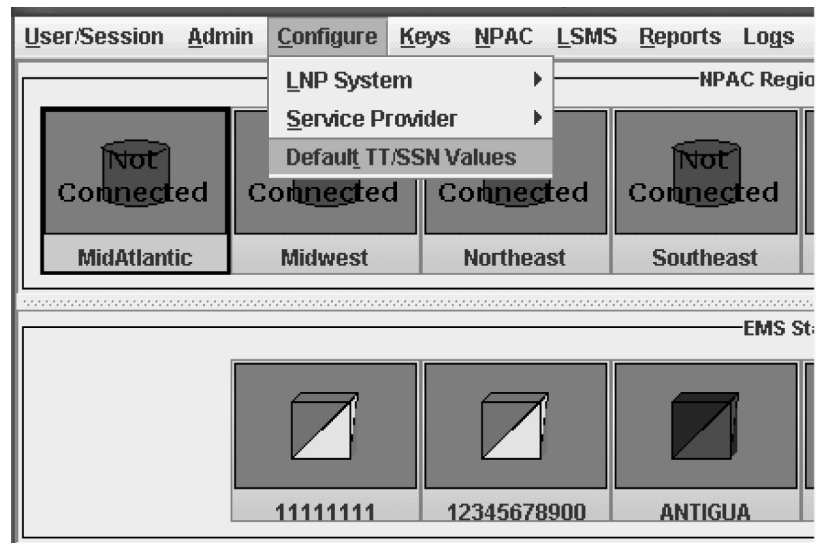 User/Session Admin Configure Keys NPAC LSMS Reports Logs
LNP System
Service Provider
Default TT/SSN Values
NPAC Regio
Not Connected
Connected
Connected
Not Connected
MidAtlantic Midwest Northeast Southeast
EMS Sta
11111111 12345678900 ANTIGUA